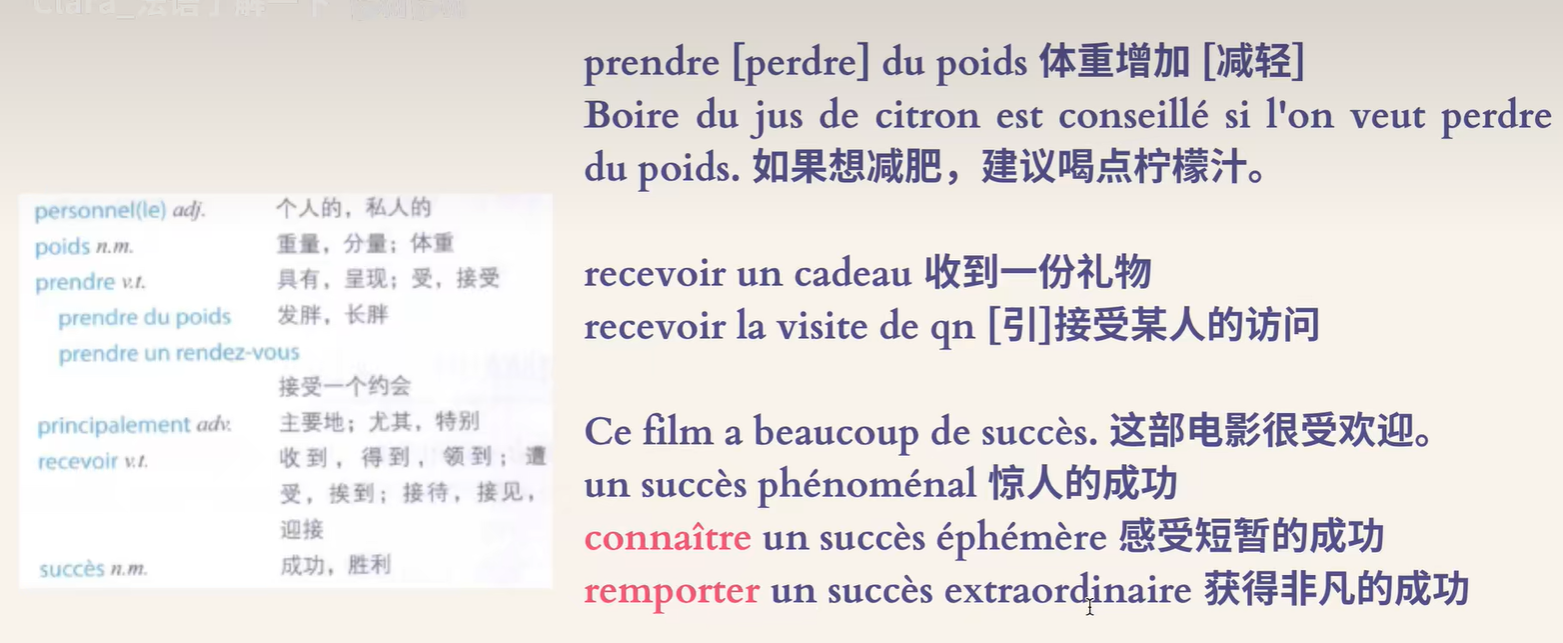 Clara_法语了解一下
personnel(le) adj. 个人的，私人的
poids n.m. 重量，分量；体重
prendre v.t. 具有，呈现；受，接受
prendre du poids 发胖，长胖
prendre un rendez-vous
接受一个约会
principalement adv. 主要地；尤其，特别
recevoir v.t. 收到，得到，领到；遭
受，挨到；接待，接见，
迎接
succès n.m. 成功，胜利
prendre [perdre] du poids 体重增加 [减轻]
Boire du jus de citron est conseillé si l'on veut perdre
du poids. 如果想减肥，建议喝点柠檬汁。
recevoir un cadeau 收到一份礼物
recevoir la visite de qn [引]接受某人的访问
Ce film a beaucoup de succès. 这部电影很受欢迎。
un succès phénoménal 惊人的成功
connaître un succès éphémère 感受短暂的成功
remporter un succès extraordinaire 获得非凡的成功